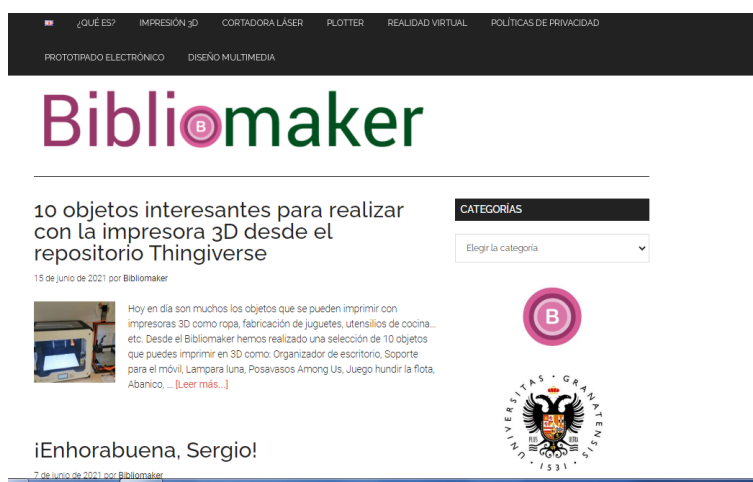 ¿QUÉ ES? IMPRESIÓN 3D CORTADORA LÁSER PLOTTER REALIDAD VIRTUAL POLÍTICAS DE PRIVACIDAD
PROTOTIPADO ELECTRÓNICO DISEÑO MULTIMEDIA
Bibliomaker
10 objetos interesantes para realizar
con la impresora 3D desde el
repositorio Thingiverse
15 de junio de 2021 por Bibliomaker
Hoy en día son muchos los objetos que se pueden imprimir con
impresoras 3D como ropa, fabricación de juguetes, utensilios de cocina...
etc. Desde el Bibliomaker hemos realizado una selección de 10 objetos
que puedes imprimir en 3D como: Organizador de escritorio, Soporte
para el móvil, Lampara luna, Posavasos Among Us, Juego hundir la flota,
Abanico, ... [Leer más...]
¡Enhorabuena, Sergio!
7 de junio de 2021 por Bibliomaker
CATEGORÍAS
Elegir la categoría
B
UNIVERSITAS · GRANATENSIS
PLUS
· 1531 ·